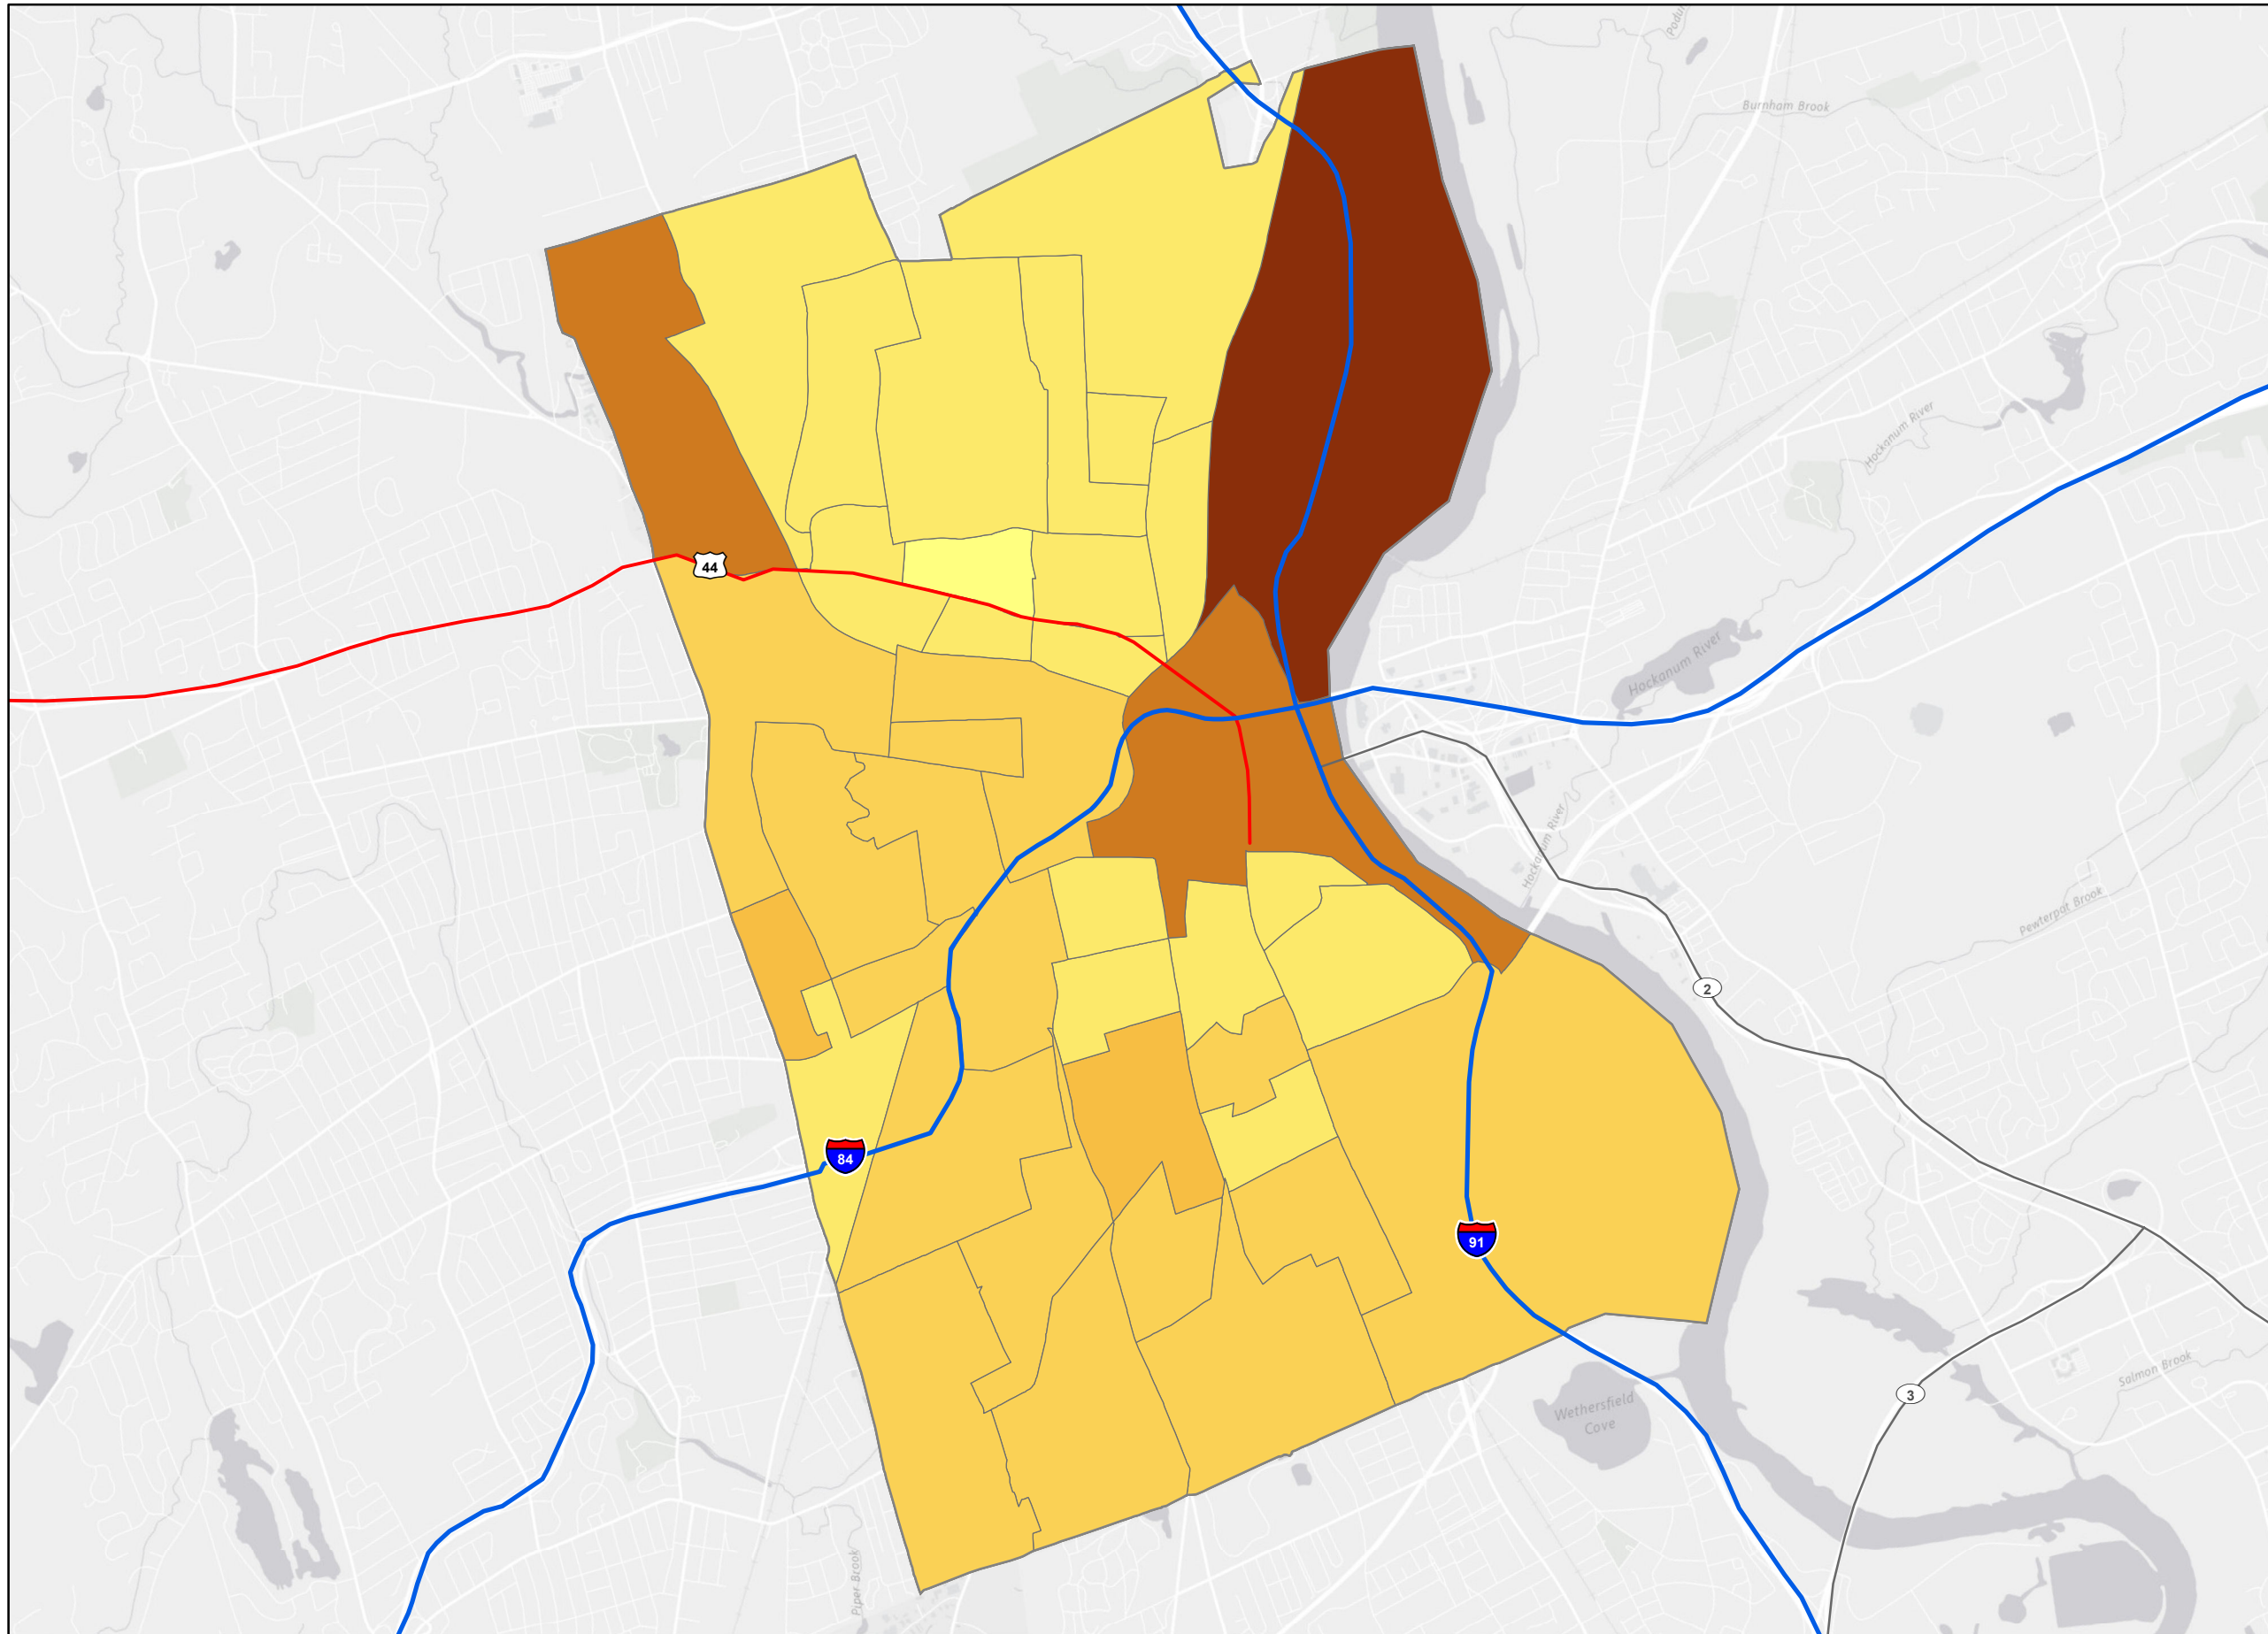 Burnham Brook
Hockanum River
44
Hockanum River
Hockanum River
Pewterpat Brook
2
84
91
Salmon Brook
3
Wethersfield
Cove
Piper Brook